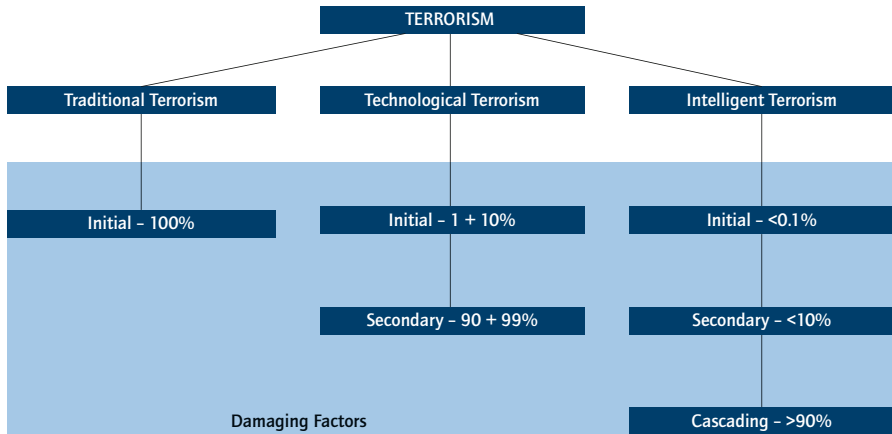 TERRORISM
Traditional Terrorism
Technological Terrorism
Intelligent Terrorism
Initial – 100%
Initial – 1 + 10%
Initial – <0.1%
Secondary – 90 + 99%
Secondary – <10%
Damaging Factors
Cascading – >90%